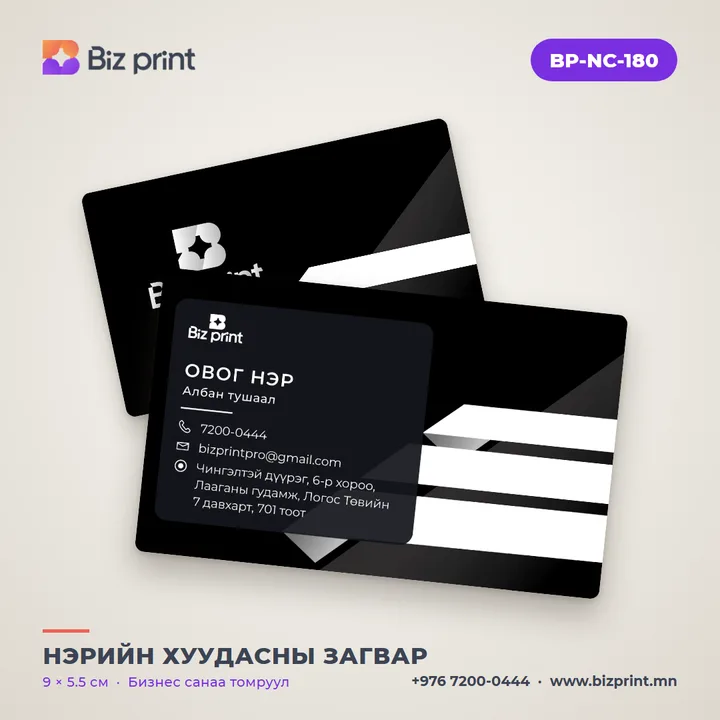 Biz print
BP-NC-180
Biz print
ОВОГ НЭР
Албан тушаал
7200-0444
bizprintpro@gmail.com
Чингэлтэй дүүрэг, 6-р хороо,
Лааганы гудамж, Логос Төвийн
7 давхарт, 701 тоот
НЭРИЙН ХУУДАСНЫ ЗАГВАР
9 × 5.5 см · Бизнес санаа томруул
+976 7200-0444 · www.bizprint.mn